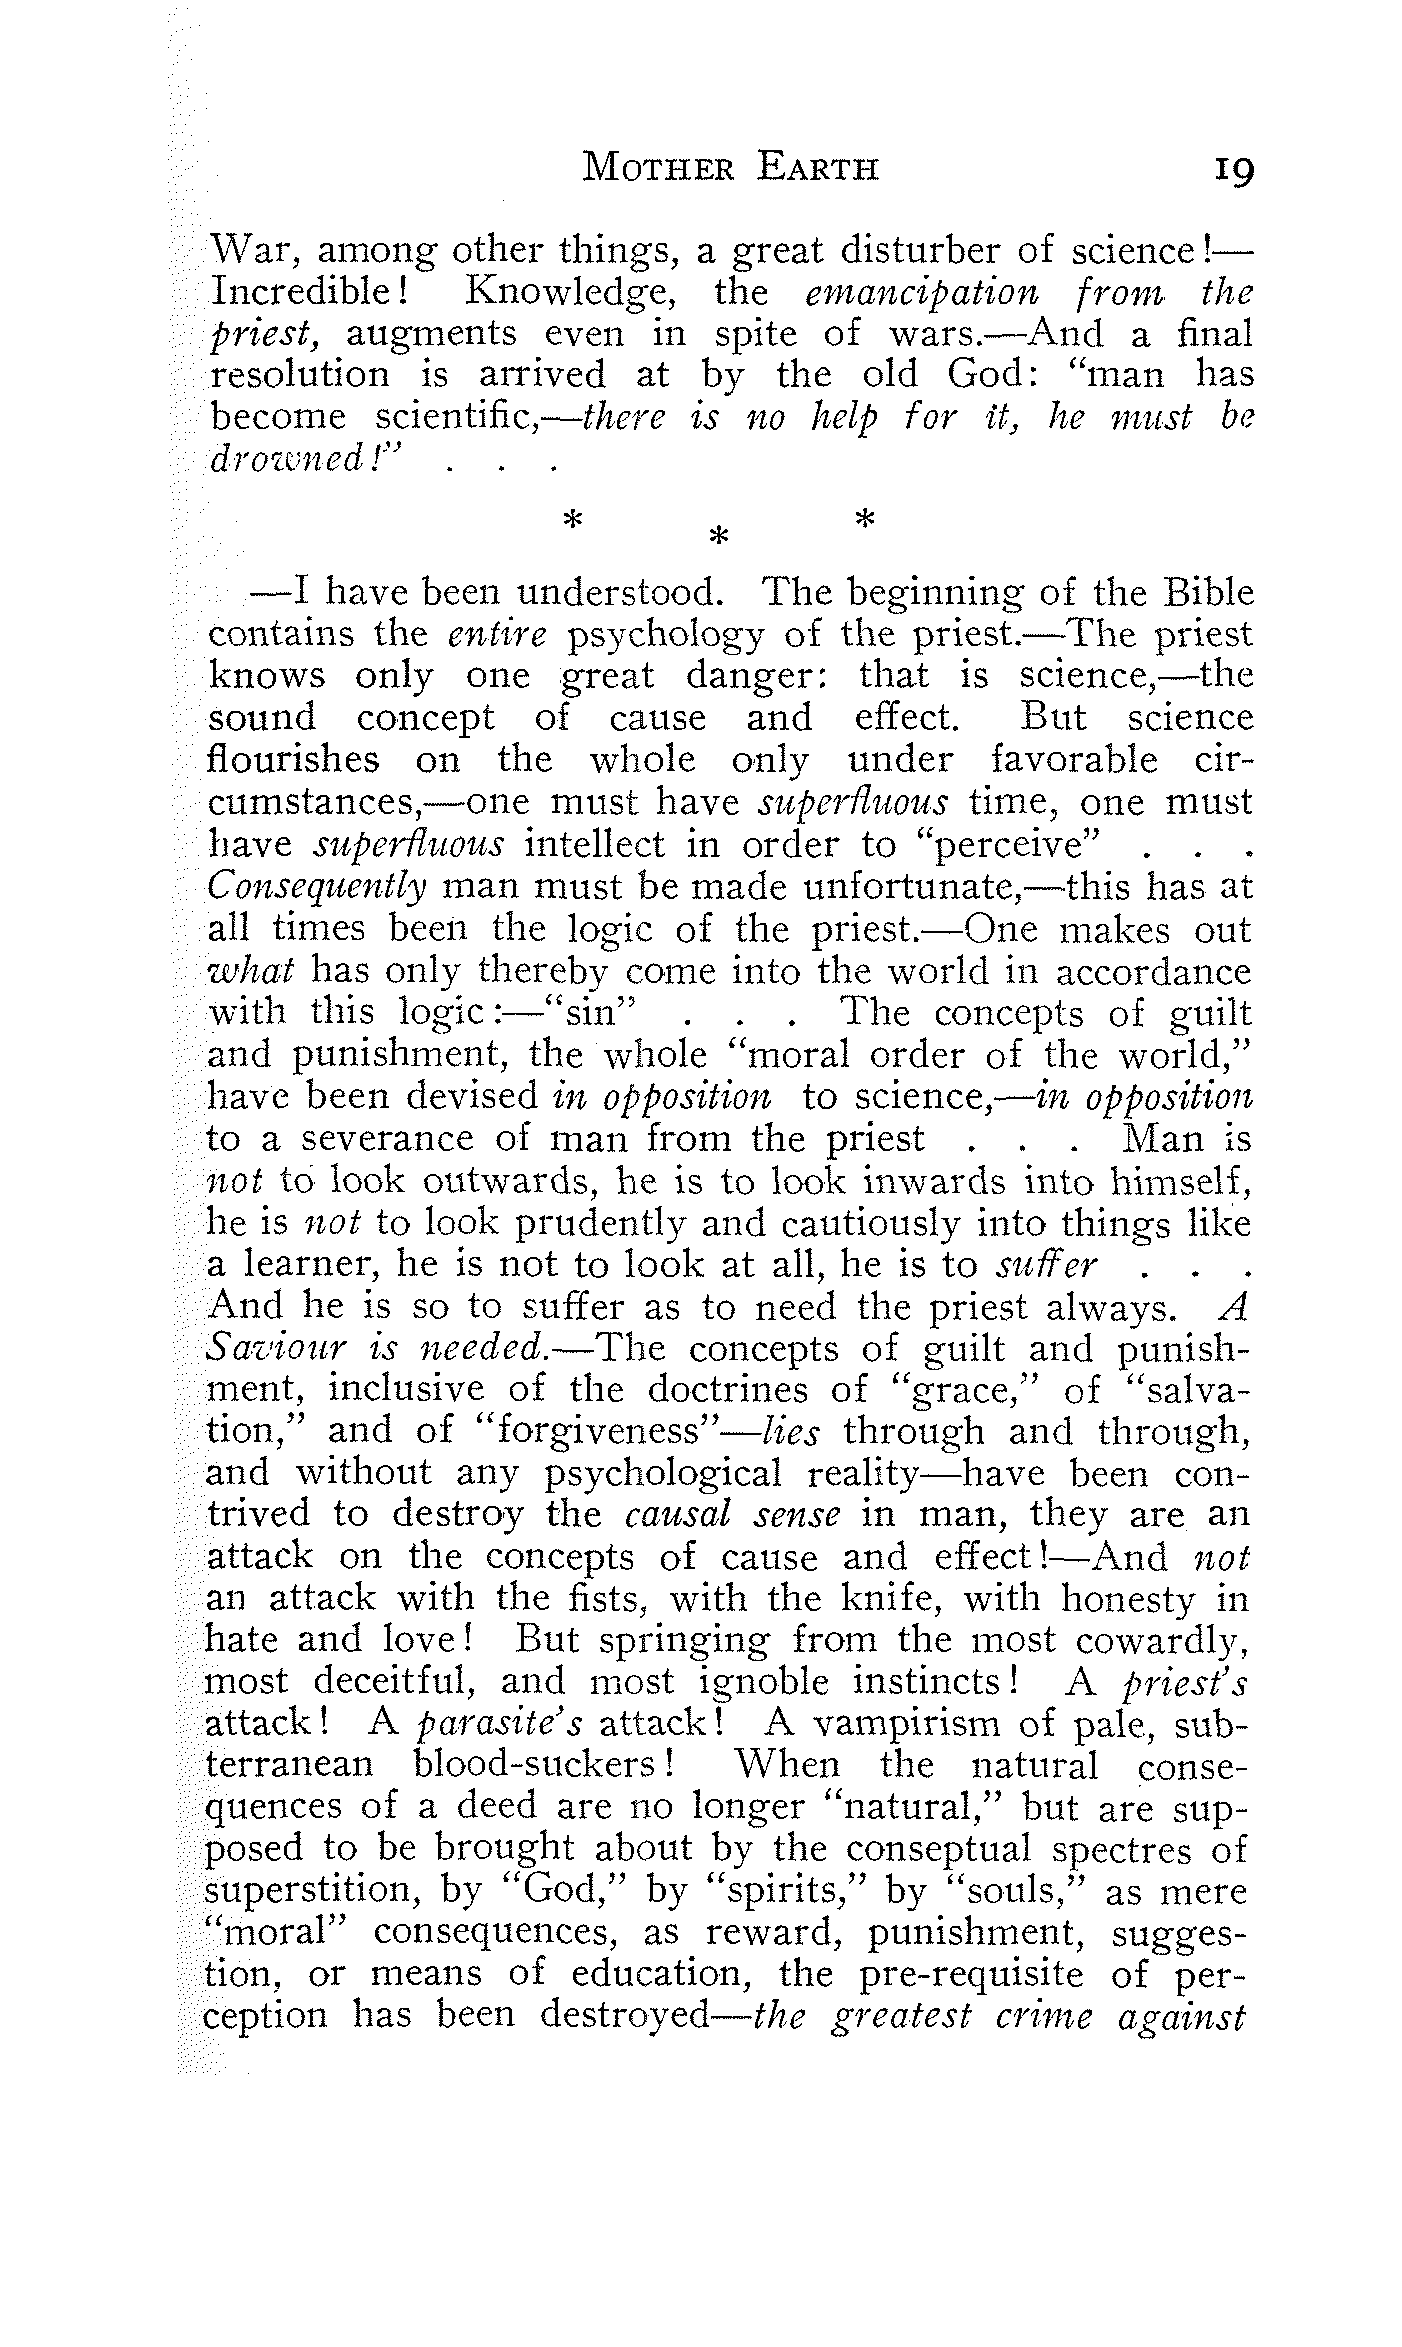 MOTHER EARTH 19
War, among other things, a great disturber of science!—
Incredible! Knowledge, the emancipation from the
priest, augments even in spite of wars.—And a final
resolution is arrived at by the old God: "man has
become scientific,—there is no help for it, he must be
drowned!" . . .
* * *
—I have been understood. The beginning of the Bible
contains the entire psychology of the priest.—The priest
knows only one great danger: that is science,—the
sound concept of cause and effect. But science
flourishes on the whole only under favorable cir-
cumstances,—one must have superfluous time, one must
have superfluous intellect in order to "perceive" . . .
Consequently man must be made unfortunate,—this has at
all times been the logic of the priest.—One makes out
what has only thereby come into the world in accordance
with this logic:—"sin" . . . The concepts of guilt
and punishment, the whole "moral order of the world,"
have been devised in opposition to science,—in opposition
to a severance of man from the priest . . . Man is
not to look outwards, he is to look inwards into himself,
he is not to look prudently and cautiously into things like
a learner, he is not to look at all, he is to suffer . . .
And he is so to suffer as to need the priest always. A
Saviour is needed.—The concepts of guilt and punish-
ment, inclusive of the doctrines of "grace," of "salva-
tion," and of "forgiveness"—lies through and through,
and without any psychological reality—have been con-
trived to destroy the causal sense in man, they are an
attack on the concepts of cause and effect!—And not
an attack with the fists, with the knife, with honesty in
hate and love! But springing from the most cowardly,
most deceitful, and most ignoble instincts! A priest's
attack! A parasite's attack! A vampirism of pale, sub-
terranean blood-suckers! When the natural conse-
quences of a deed are no longer "natural," but are sup-
posed to be brought about by the conseptual spectres of
superstition, by "God," by "spirits," by "souls," as mere
"moral" consequences, as reward, punishment, sugges-
tion, or means of education, the pre-requisite of per-
ception has been destroyed—the greatest crime against